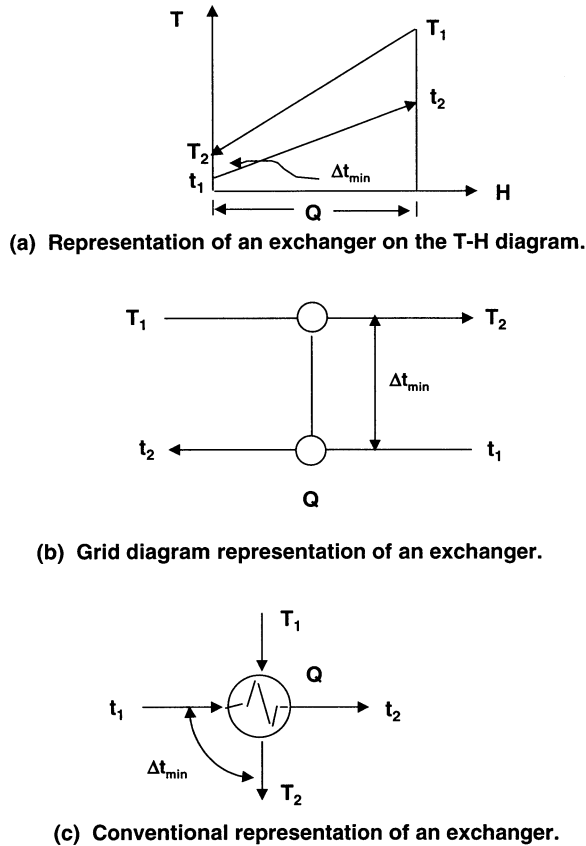 T
T₁
t₂
T₂
t₁
Δtmin
H
Q
(a) Representation of an exchanger on the T-H diagram.
T₁ T₂
Δtmin
t₂ t₁
Q
(b) Grid diagram representation of an exchanger.
T₁
Q
t₁ t₂
Δtmin
T₂
(c) Conventional representation of an exchanger.